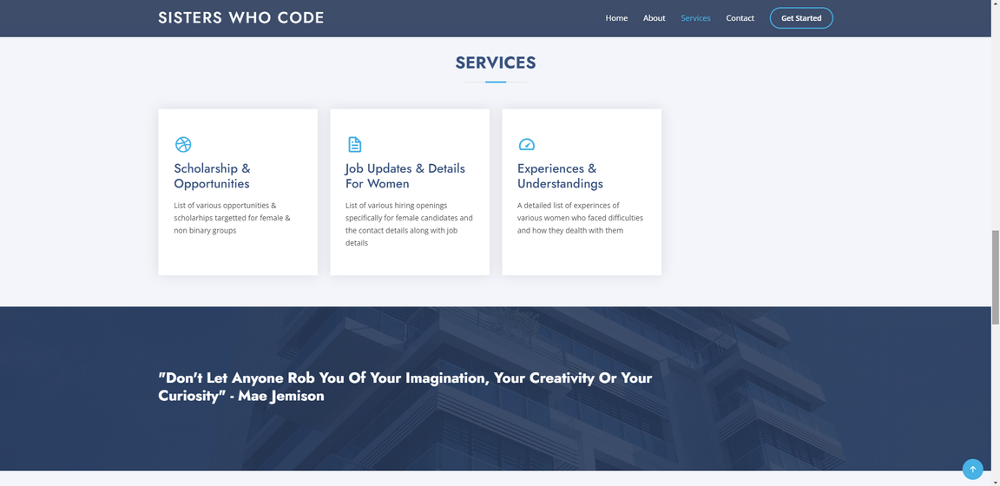 SISTERS WHO CODE
Home About Services Contact Get Started
SERVICES
Scholarship &
Opportunities
List of various opportunities &
scholarhips targetted for female &
non binary groups
Job Updates & Details
For Women
List of various hiring openings
specifically for female candidates and
the contact details along with job
details
Experiences &
Understandings
A detailed list of experinces of
various women who faced difficulties
and how they dealth with them
"Don't Let Anyone Rob You Of Your Imagination, Your Creativity Or Your
Curiosity" - Mae Jemison